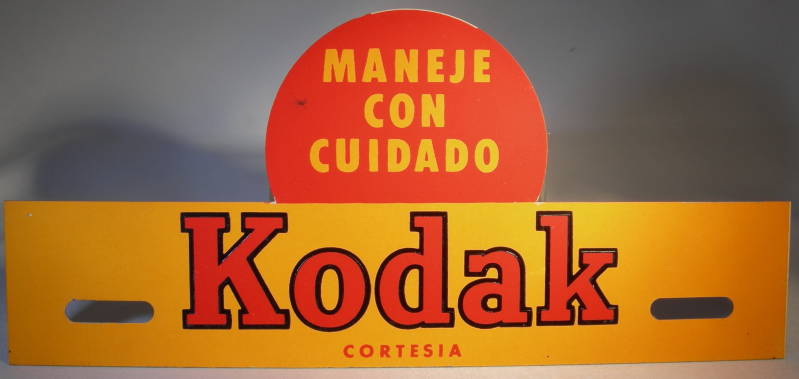 MANEJE
CON
CUIDADO
Kodak
CORTESIA